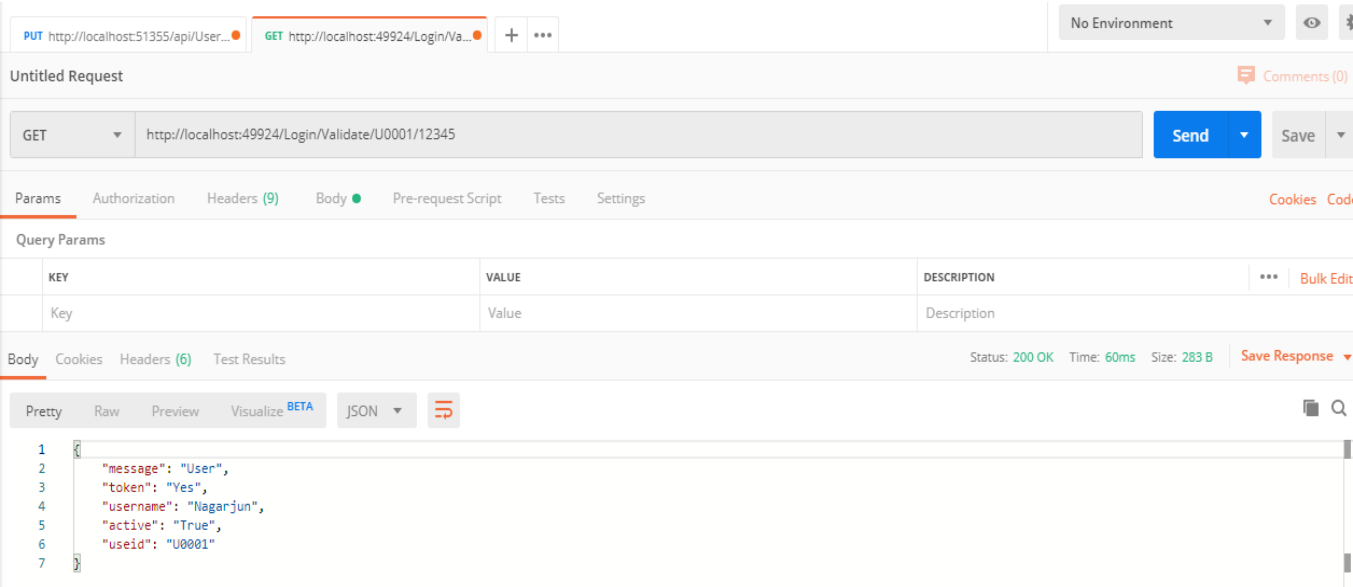 PUT http://localhost:51355/api/User... GET http://localhost:49924/Login/Va... + ••• No Environment
Untitled Request Comments (0)
GET http://localhost:49924/Login/Validate/U0001/12345 Send Save
Params Authorization Headers (9) Body Pre-request Script Tests Settings Cookies Code
Query Params
KEY VALUE DESCRIPTION ••• Bulk Edit
Key Value Description
Body Cookies Headers (6) Test Results Status: 200 OK Time: 60ms Size: 283 B Save Response
Pretty Raw Preview Visualize BETA JSON
1 {
2 "message": "User",
3 "token": "Yes",
4 "username": "Nagarjun",
5 "active": "True",
6 "useid": "U0001"
7 }